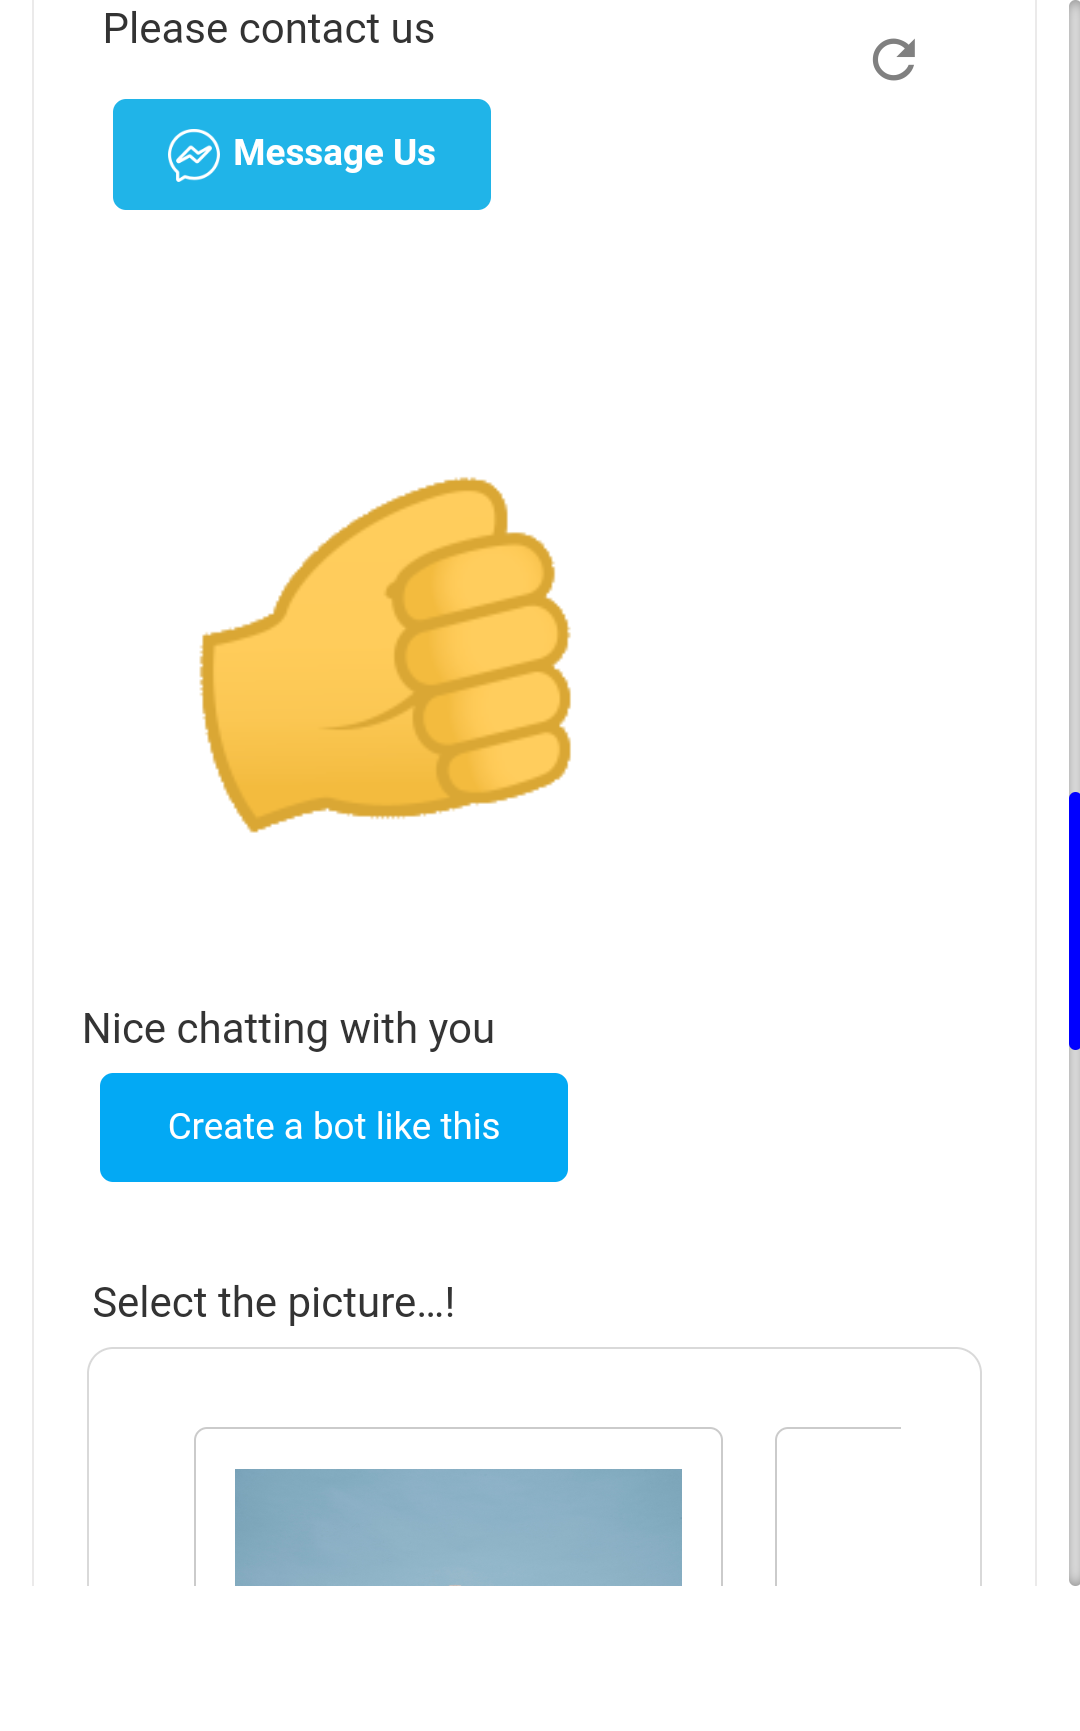 Please contact us
Message Us
Nice chatting with you
Create a bot like this
Select the picture...!